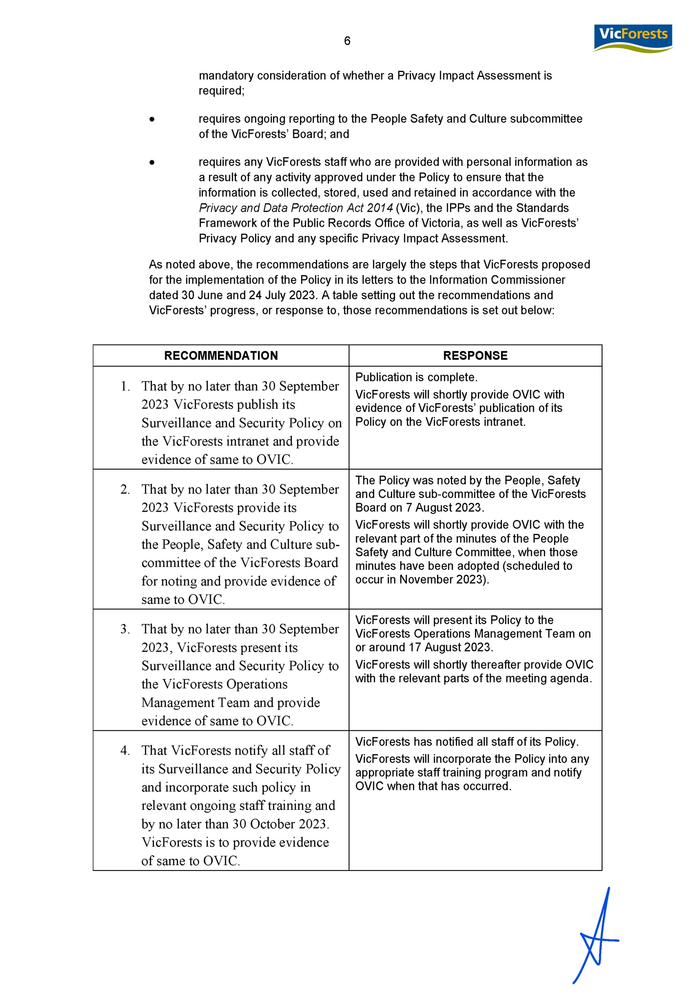 6
VicForests
mandatory consideration of whether a Privacy Impact Assessment is
required;
• requires ongoing reporting to the People Safety and Culture subcommittee
of the VicForests’ Board; and
• requires any VicForests staff who are provided with personal information as
a result of any activity approved under the Policy to ensure that the
information is collected, stored, used and retained in accordance with the
Privacy and Data Protection Act 2014 (Vic), the IPPs and the Standards
Framework of the Public Records Office of Victoria, as well as VicForests’
Privacy Policy and any specific Privacy Impact Assessment.
As noted above, the recommendations are largely the steps that VicForests proposed
for the implementation of the Policy in its letters to the Information Commissioner
dated 30 June and 24 July 2023. A table setting out the recommendations and
VicForests’ progress, or response to, those recommendations is set out below:
RECOMMENDATION
RESPONSE
1. That by no later than 30 September
2023 VicForests publish its
Surveillance and Security Policy on
the VicForests intranet and provide
evidence of same to OVIC.
Publication is complete.
VicForests will shortly provide OVIC with
evidence of VicForests’ publication of its
Policy on the VicForests intranet.
2. That by no later than 30 September
2023 VicForests provide its
Surveillance and Security Policy to
the People, Safety and Culture sub-
committee of the VicForests Board
for noting and provide evidence of
same to OVIC.
The Policy was noted by the People, Safety
and Culture sub-committee of the VicForests
Board on 7 August 2023.
VicForests will shortly provide OVIC with the
relevant part of the minutes of the People
Safety and Culture Committee, when those
minutes have been adopted (scheduled to
occur in November 2023).
3. That by no later than 30 September
2023, VicForests present its
Surveillance and Security Policy to
the VicForests Operations
Management Team and provide
evidence of same to OVIC.
VicForests will present its Policy to the
VicForests Operations Management Team on
or around 17 August 2023.
VicForests will shortly thereafter provide OVIC
with the relevant parts of the meeting agenda.
4. That VicForests notify all staff of
its Surveillance and Security Policy
and incorporate such policy in
relevant ongoing staff training and
by no later than 30 October 2023.
VicForests is to provide evidence
of same to OVIC.
VicForests has notified all staff of its Policy.
VicForests will incorporate the Policy into any
appropriate staff training program and notify
OVIC when that has occurred.